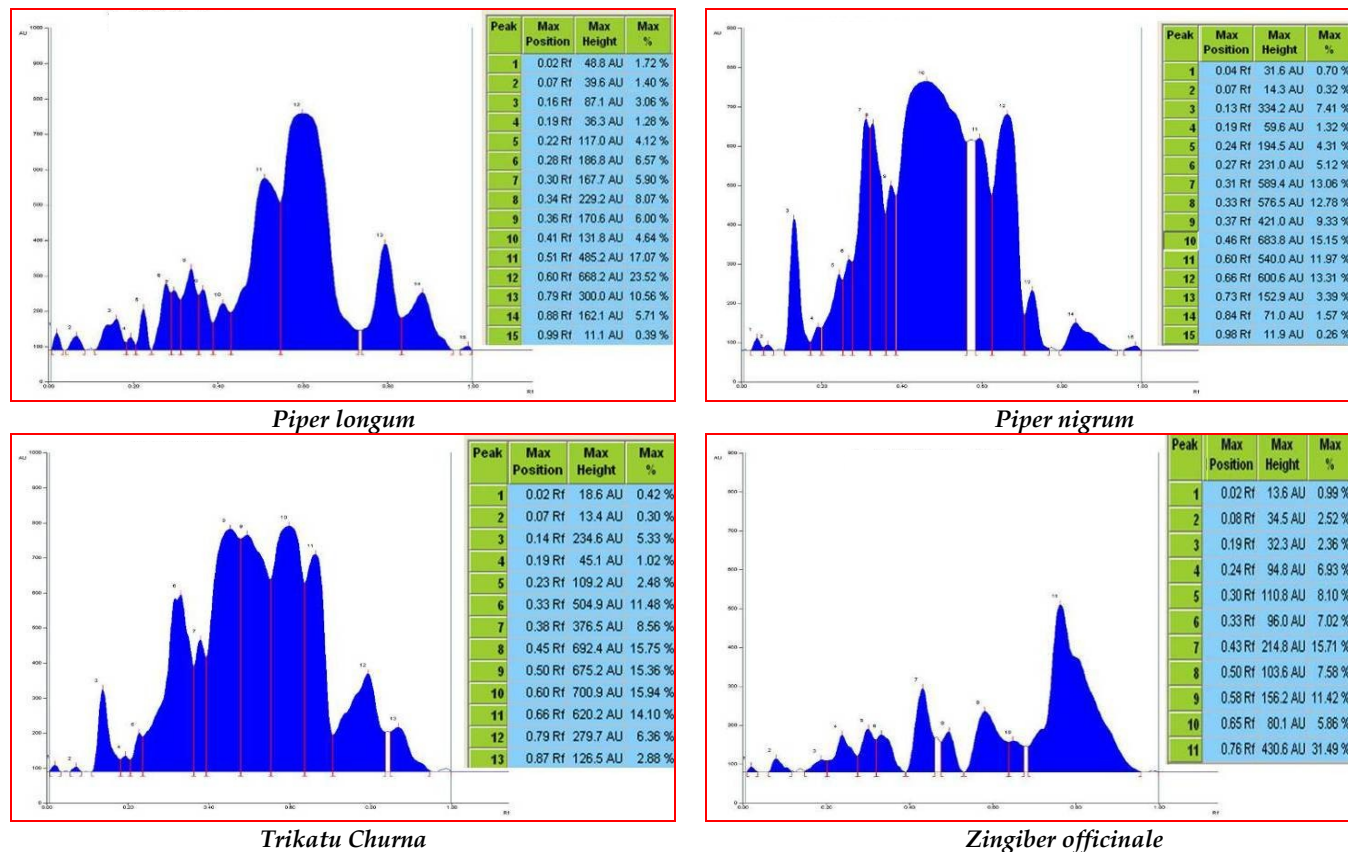 Peak Max Position Max Height Max %
1 0.02 Rf 48.8 AU 1.72 %
2 0.07 Rf 39.6 AU 1.40 %
3 0.16 Rf 87.1 AU 3.06 %
4 0.19 Rf 36.3 AU 1.28 %
5 0.22 Rf 117.0 AU 4.12 %
6 0.28 Rf 186.8 AU 6.57 %
7 0.30 Rf 167.7 AU 5.90 %
8 0.34 Rf 229.2 AU 8.07 %
9 0.36 Rf 170.6 AU 6.00 %
10 0.41 Rf 131.8 AU 4.64 %
11 0.51 Rf 485.2 AU 17.07 %
12 0.60 Rf 668.2 AU 23.52 %
13 0.79 Rf 300.0 AU 10.56 %
14 0.88 Rf 162.1 AU 5.71 %
15 0.99 Rf 11.1 AU 0.39 %
Piper longum
Peak Max Position Max Height Max %
1 0.04 Rf 31.6 AU 0.70 %
2 0.07 Rf 14.3 AU 0.32 %
3 0.13 Rf 334.2 AU 7.41 %
4 0.19 Rf 59.6 AU 1.32 %
5 0.24 Rf 194.5 AU 4.31 %
6 0.27 Rf 231.0 AU 5.12 %
7 0.31 Rf 589.4 AU 13.06 %
8 0.33 Rf 576.5 AU 12.78 %
9 0.37 Rf 421.0 AU 9.33 %
10 0.46 Rf 683.8 AU 15.15 %
11 0.60 Rf 540.0 AU 11.97 %
12 0.66 Rf 600.6 AU 13.31 %
13 0.73 Rf 152.9 AU 3.39 %
14 0.84 Rf 71.0 AU 1.57 %
15 0.98 Rf 11.9 AU 0.26 %
Piper nigrum
Peak Max Position Max Height Max %
1 0.02 Rf 18.6 AU 0.42 %
2 0.07 Rf 13.4 AU 0.30 %
3 0.14 Rf 234.6 AU 5.33 %
4 0.19 Rf 45.1 AU 1.02 %
5 0.23 Rf 109.2 AU 2.48 %
6 0.33 Rf 504.9 AU 11.48 %
7 0.38 Rf 376.5 AU 8.56 %
8 0.45 Rf 692.4 AU 15.75 %
9 0.50 Rf 675.2 AU 15.36 %
10 0.60 Rf 700.9 AU 15.94 %
11 0.66 Rf 620.2 AU 14.10 %
12 0.79 Rf 279.7 AU 6.36 %
13 0.87 Rf 126.5 AU 2.88 %
Trikatu Churna
Peak Max Position Max Height Max %
1 0.02 Rf 13.6 AU 0.99 %
2 0.08 Rf 34.5 AU 2.52 %
3 0.19 Rf 32.3 AU 2.36 %
4 0.24 Rf 94.8 AU 6.93 %
5 0.30 Rf 110.8 AU 8.10 %
6 0.33 Rf 96.0 AU 7.02 %
7 0.43 Rf 214.8 AU 15.71 %
8 0.50 Rf 103.6 AU 7.58 %
9 0.58 Rf 156.2 AU 11.42 %
10 0.65 Rf 80.1 AU 5.86 %
11 0.76 Rf 430.6 AU 31.49 %
Zingiber officinale